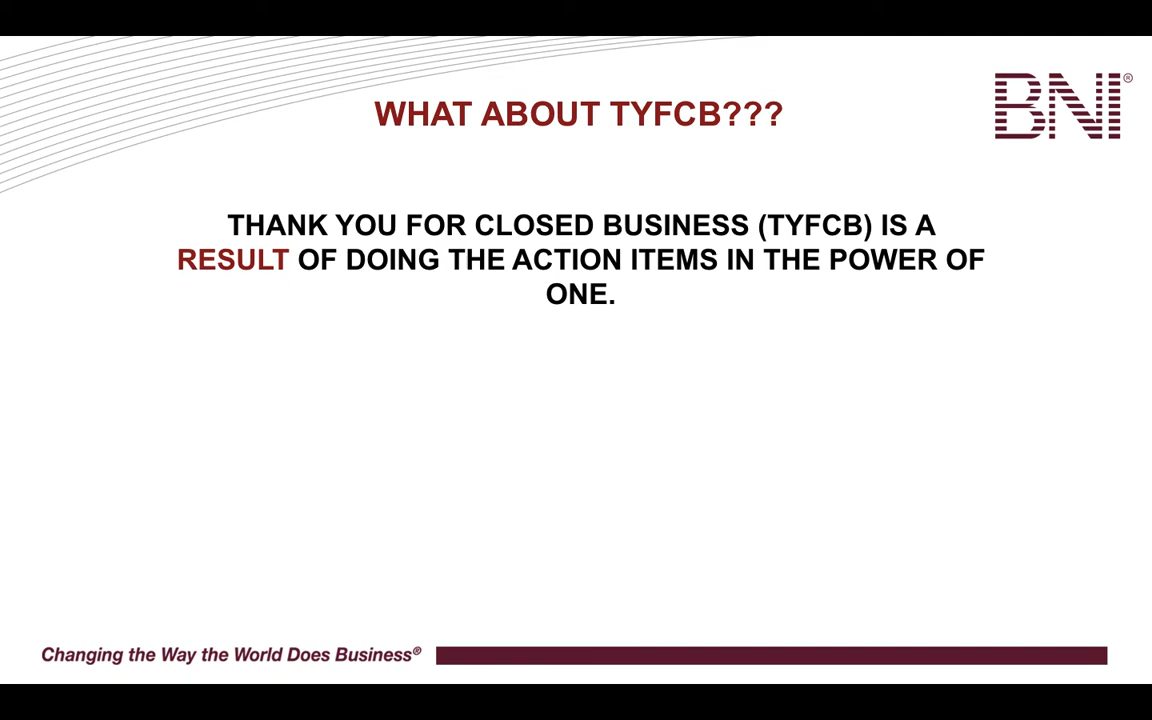 WHAT ABOUT TYFCB???
BNI®
THANK YOU FOR CLOSED BUSINESS (TYFCB) IS A
RESULT OF DOING THE ACTION ITEMS IN THE POWER OF
ONE.
Changing the Way the World Does Business®